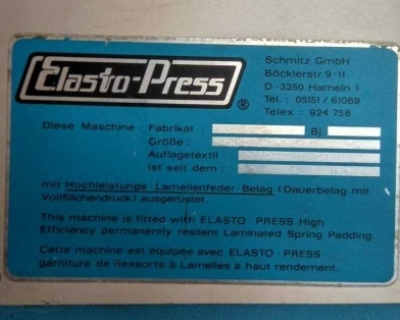 Elasto-Press ®
Schmitz GmbH
Böcklerstr. 9-11
D-3250 Hameln 1
Tel.: 05151/61089
Telex: 924 758
Diese Maschine: Fabrikat: Bj:
Größe:
Auflagetextil:
ist seit dem:
mit Hochleistungs-Lamellenfeder-Belag (Dauerbelag mit
Vollflächendruck) ausgerüstet.
This machine is fitted with ELASTO-PRESS High
Efficiency permanently resilient Laminated Spring Padding.
Cette machine est équipée avec ELASTO-PRESS
garniture de Ressorts à Lamelles à haut rendement.